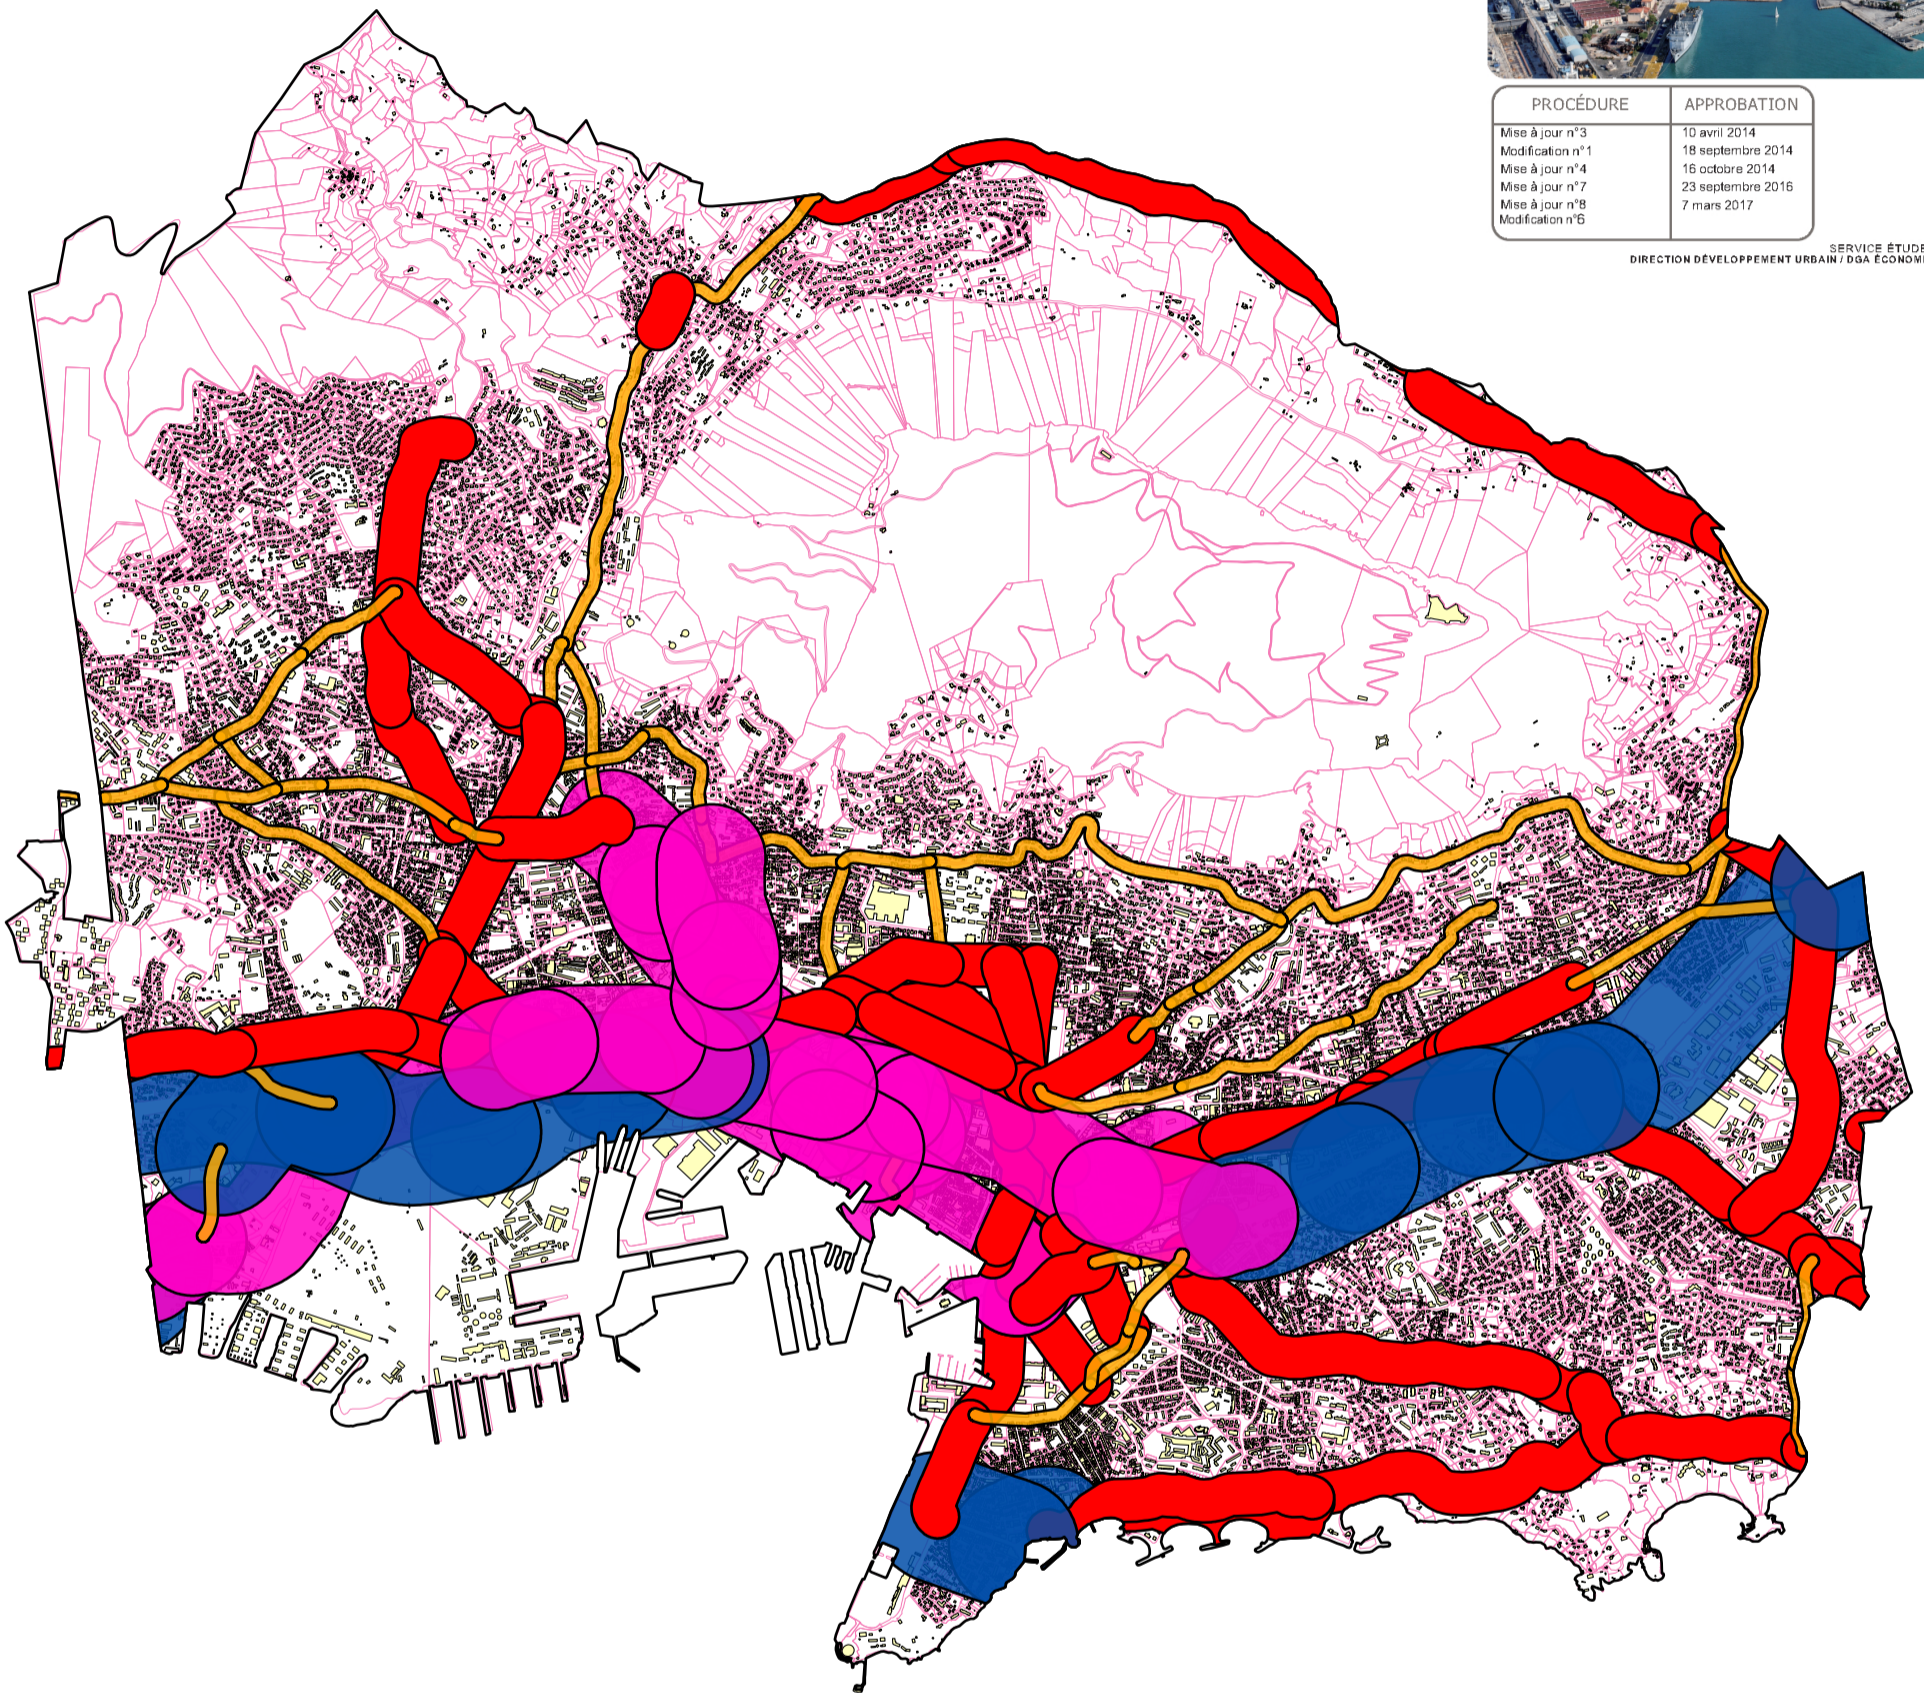 PROCÉDURE APPROBATION
Mise à jour n°3 10 avril 2014
Modification n°1 18 septembre 2014
Mise à jour n°4 16 octobre 2014
Mise à jour n°7 23 septembre 2016
Mise à jour n°8 7 mars 2017
Modification n°6
SERVICE ÉTUDE
DIRECTION DÉVELOPPEMENT URBAIN / DGA ÉCONOM